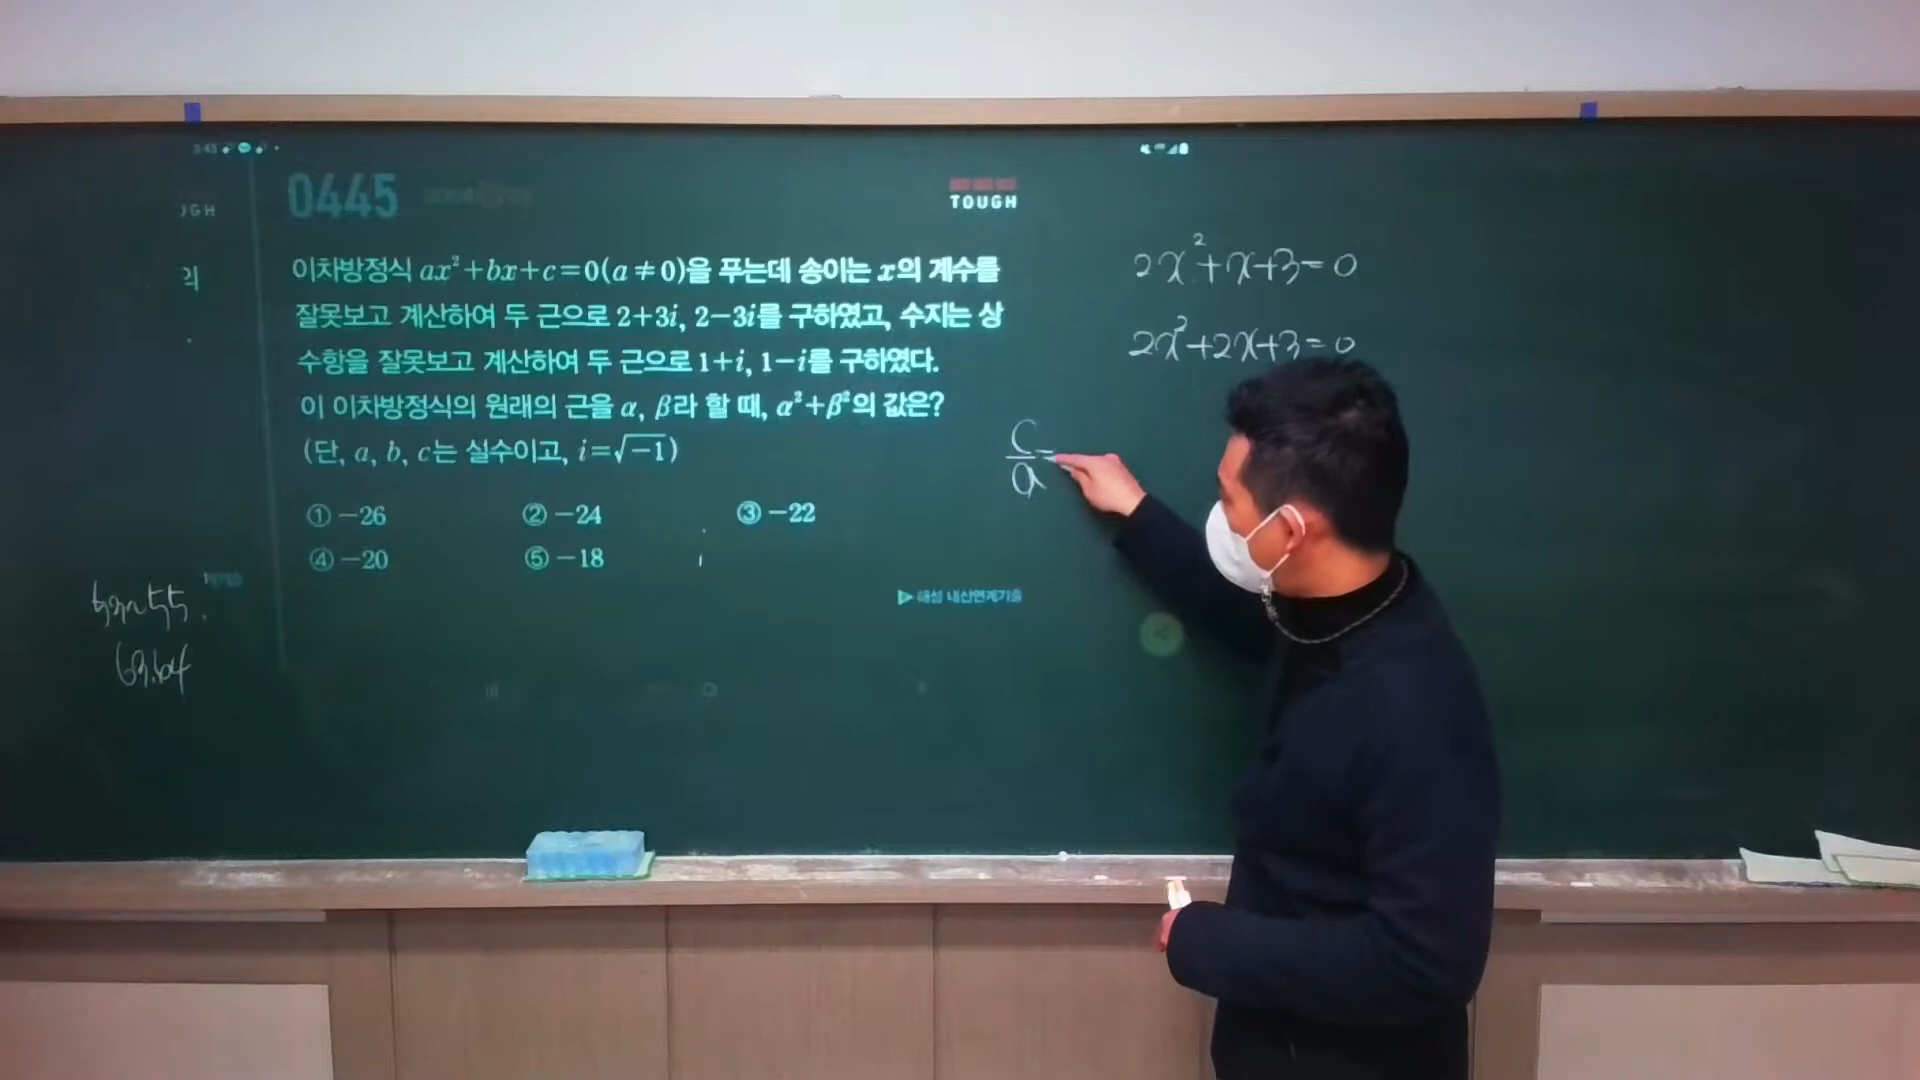 3:43
UGH
0445
TOUGH
의
이차방정식 ax²+bx+c=0(a≠0)을 푸는데 송이는 x의 계수를
잘못보고 계산하여 두 근으로 2+3i, 2-3i를 구하였고, 수지는 상
수항을 잘못보고 계산하여 두 근으로 1+i, 1-i를 구하였다.
이 이차방정식의 원래의 근을 α, β라 할 때, α²+β²의 값은?
(단, a, b, c는 실수이고, i=√-1)
① -26 ② -24 ③ -22
④ -20 ⑤ -18
▶ 해설 내신연계기출
2x²+x+3=0
2x²+2x+3=0
c/a=
63.64